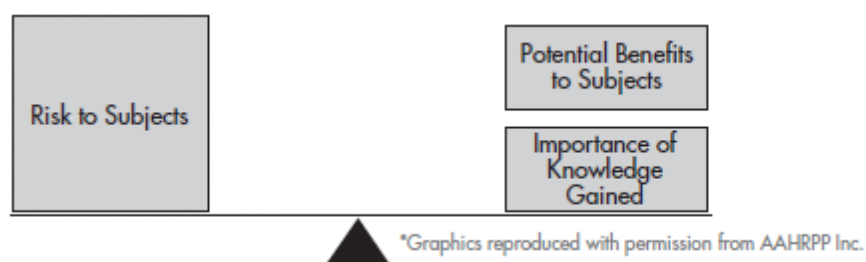 Risk to Subjects
Potential Benefits
to Subjects
Importance of
Knowledge
Gained
*Graphics reproduced with permission from AAHRPP Inc.